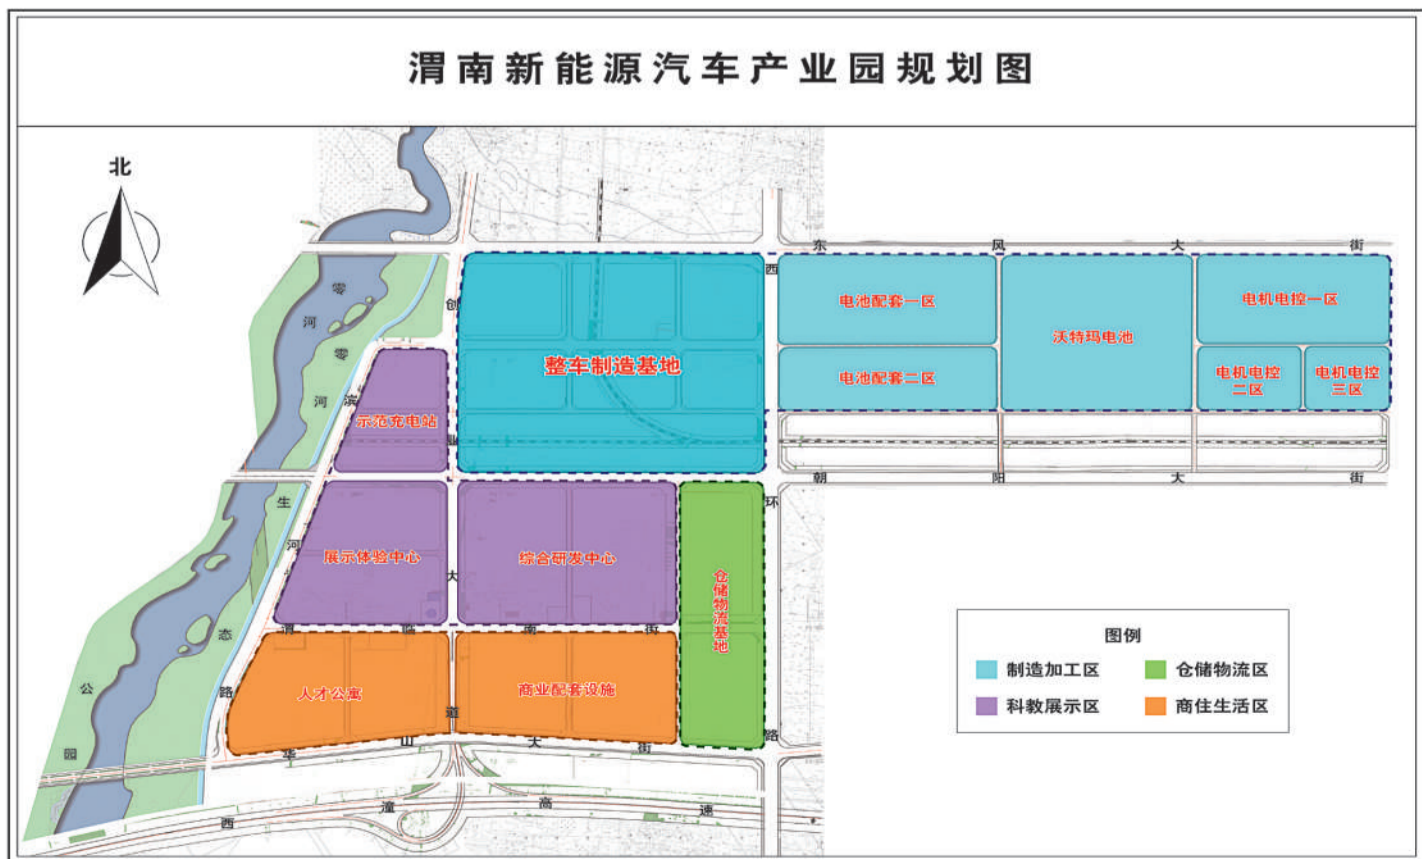 渭南新能源汽车产业园规划图
北
东风大街
西环路
创业大道
零河
零河生态公园
滨河路
电池配套一区
电池配套二区
沃特玛电池
电机电控一区
电机电控
二区
电机电控
三区
整车制造基地
示范充电站
朝阳大街
展示体验中心
综合研发中心
仓储物流基地
临南街
人才公寓
商业配套设施
华山大街
西潼高速
图例
制造加工区
仓储物流区
科教展示区
商住生活区